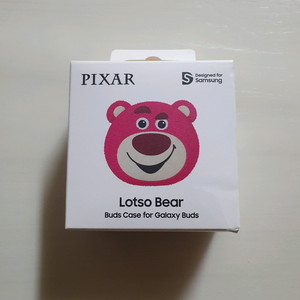 PIXAR
Designed for
Samsung
Lotso Bear
Buds Case for Galaxy Buds